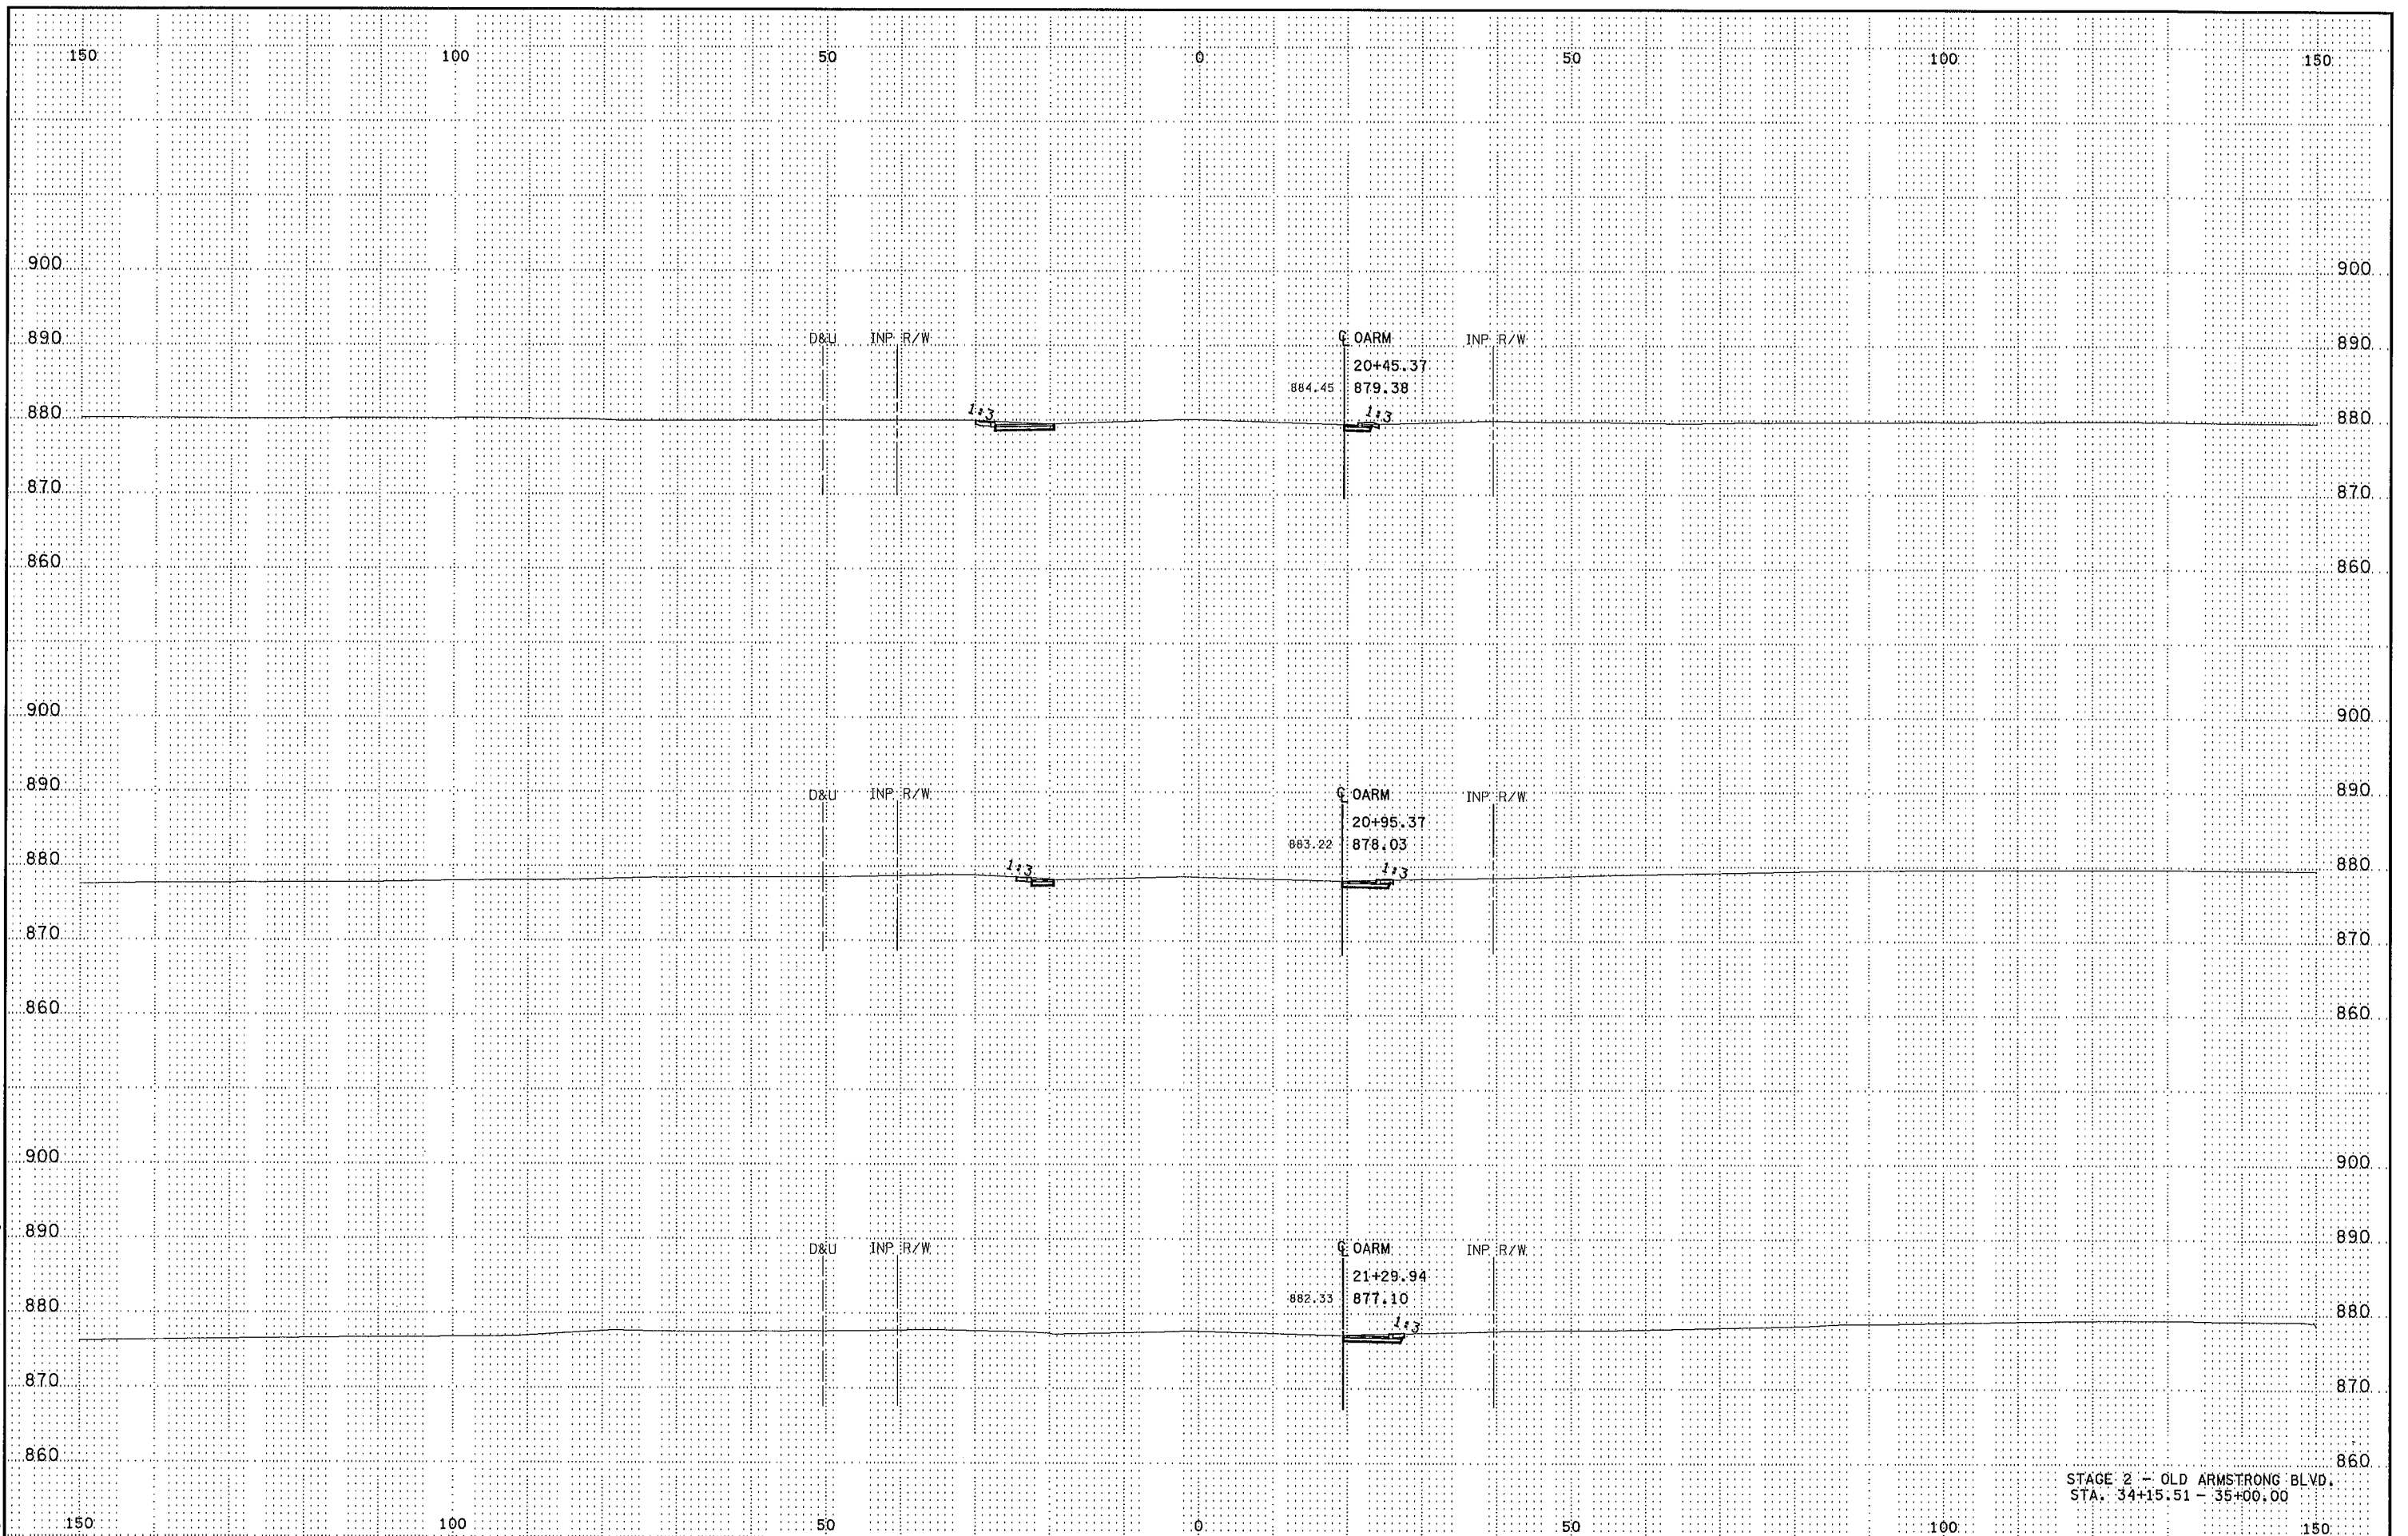 150 100 50 0 50 100 150
900 900
890 D&U INP R/W ℄ OARM INP R/W 890
20+45.37
884.45 879.38
880 1:3 1:3 880
870 870
860 860
900 900
890 890
D&U INP R/W ℄ OARM INP R/W
20+95.37
883.22 878.03
880 1:3 1:3 880
870 870
860 860
900 900
890 890
D&U INP R/W ℄ OARM INP R/W
21+29.94
882.33 877.10
880 880
1:3
870 870
860 860
STAGE 2 - OLD ARMSTRONG BLVD.
STA. 34+15.51 - 35+00.00
150 100 50 0 50 100 150